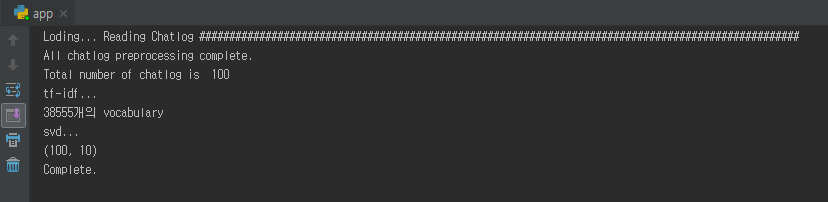 app
Loding... Reading Chatlog ####################################################################################################
All chatlog preprocessing complete.
Total number of chatlog is  100
tf-idf...
38555개의 vocabulary
svd...
(100, 10)
Complete.